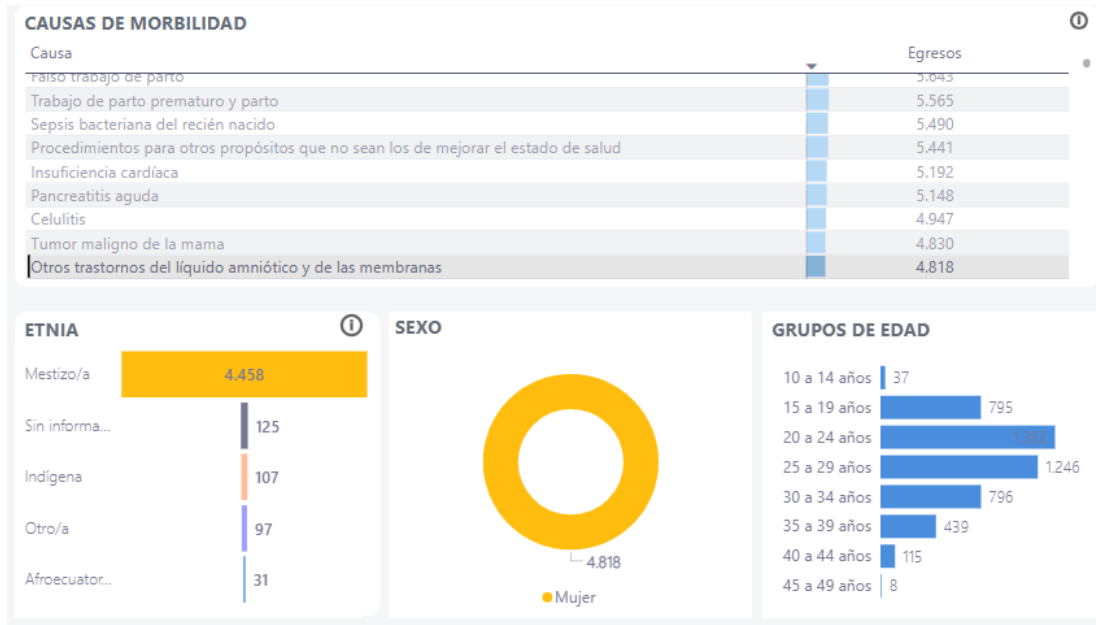 CAUSAS DE MORBILIDAD
Causa Egresos
Falso trabajo de parto 5.643
Trabajo de parto prematuro y parto 5.565
Sepsis bacteriana del recién nacido 5.490
Procedimientos para otros propósitos que no sean los de mejorar el estado de salud 5.441
Insuficiencia cardíaca 5.192
Pancreatitis aguda 5.148
Celulitis 4.947
Tumor maligno de la mama 4.830
Otros trastornos del líquido amniótico y de las membranas 4.818
ETNIA
Mestizo/a 4.458
Sin informa... 125
Indígena 107
Otro/a 97
Afroecuator... 31
SEXO
4.818
Mujer
GRUPOS DE EDAD
10 a 14 años 37
15 a 19 años 795
20 a 24 años 1.382
25 a 29 años 1.246
30 a 34 años 796
35 a 39 años 439
40 a 44 años 115
45 a 49 años 8